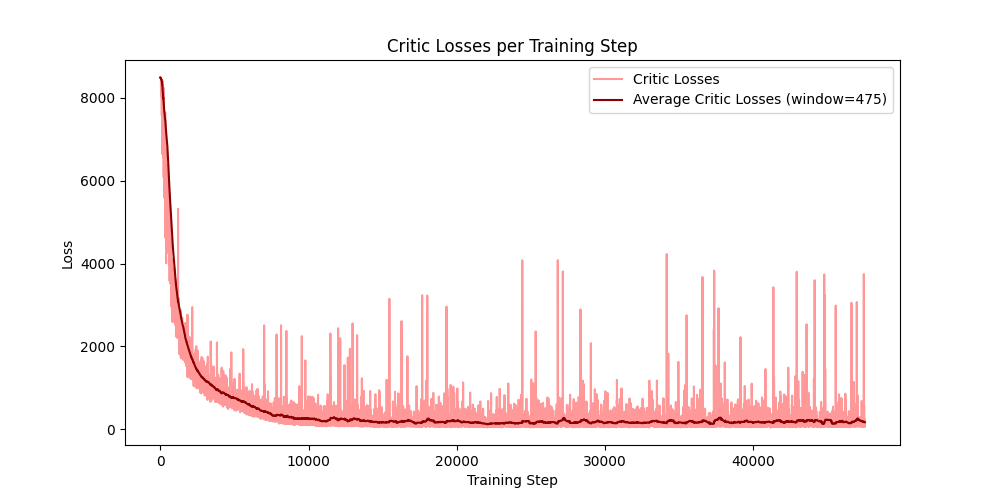 Critic Losses per Training Step
Critic Losses
Average Critic Losses (window=475)
8000
6000
4000
2000
0
Loss
0
10000
20000
30000
40000
Training Step